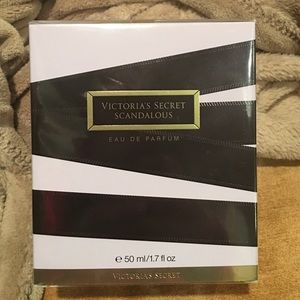 VICTORIA'S SECRET
SCANDALOUS
EAU DE PARFUM
℮ 50 ml/1.7 fl oz
VICTORIA'S SECRET